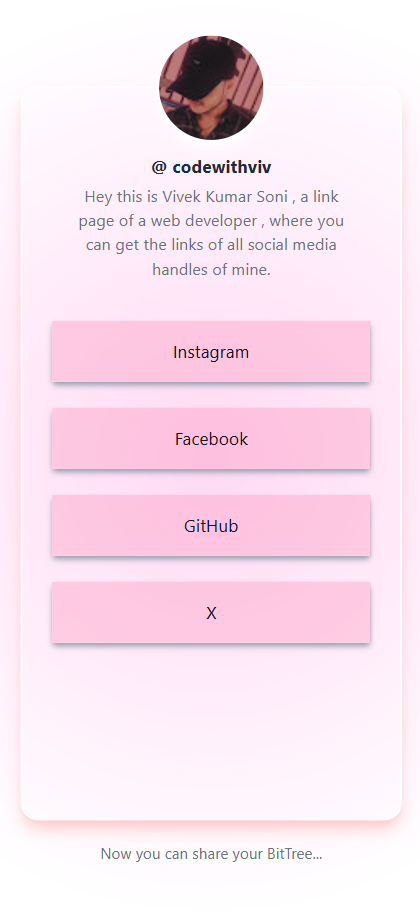 @ codewithviv
Hey this is Vivek Kumar Soni , a link
page of a web developer , where you
can get the links of all social media
handles of mine.
Instagram
Facebook
GitHub
X
Now you can share your BitTree...